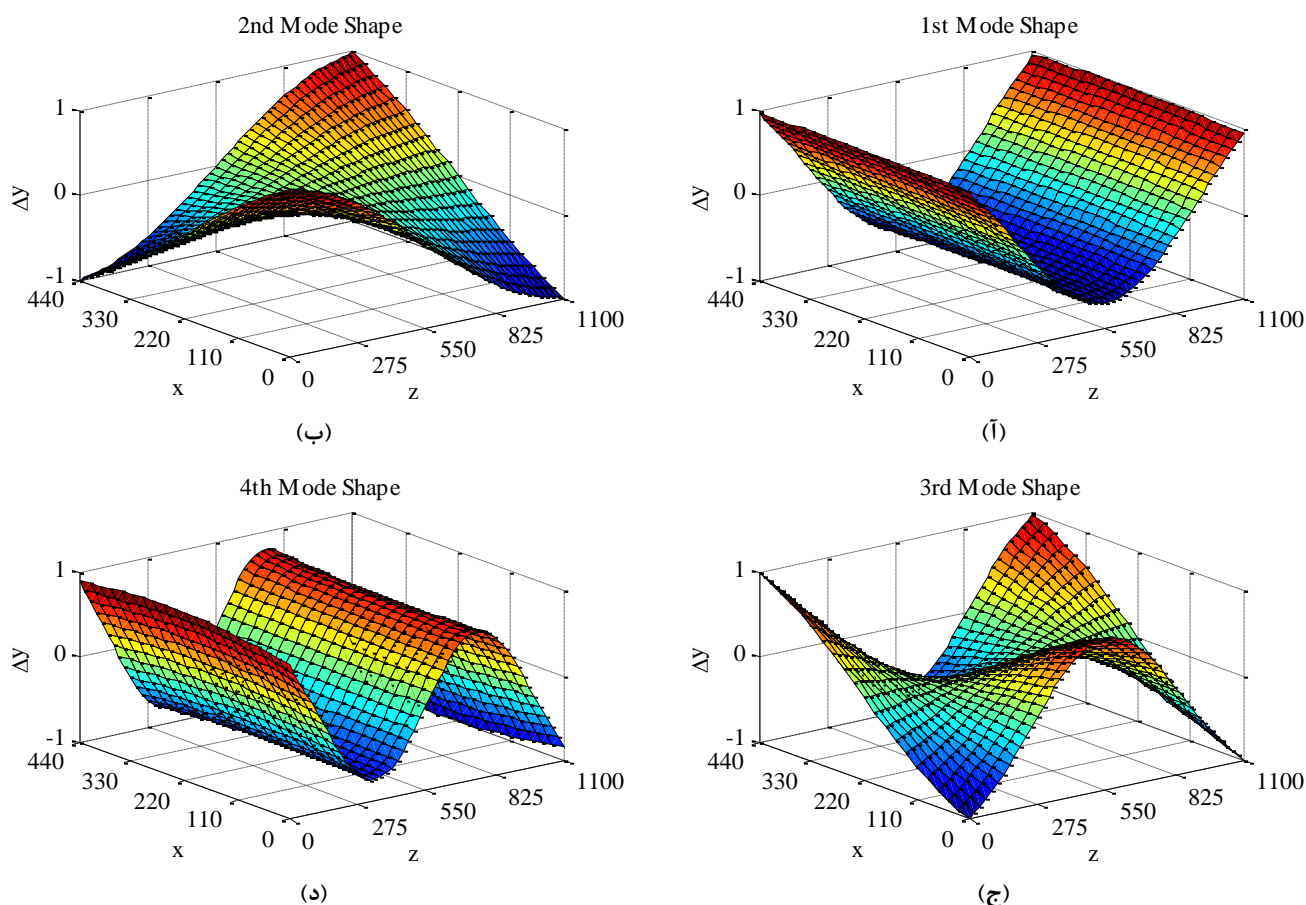 2nd Mode Shape
1st Mode Shape
1
0
-1
Δy
440
330
220
110
0
x
0
275
550
825
1100
z
1
0
-1
Δy
440
330
220
110
0
x
0
275
550
825
1100
z
(ب)
(آ)
4th Mode Shape
3rd Mode Shape
1
0
-1
Δy
440
330
220
110
0
x
0
275
550
825
1100
z
1
0
-1
Δy
440
330
220
110
0
x
0
275
550
825
1100
z
(د)
(ج)